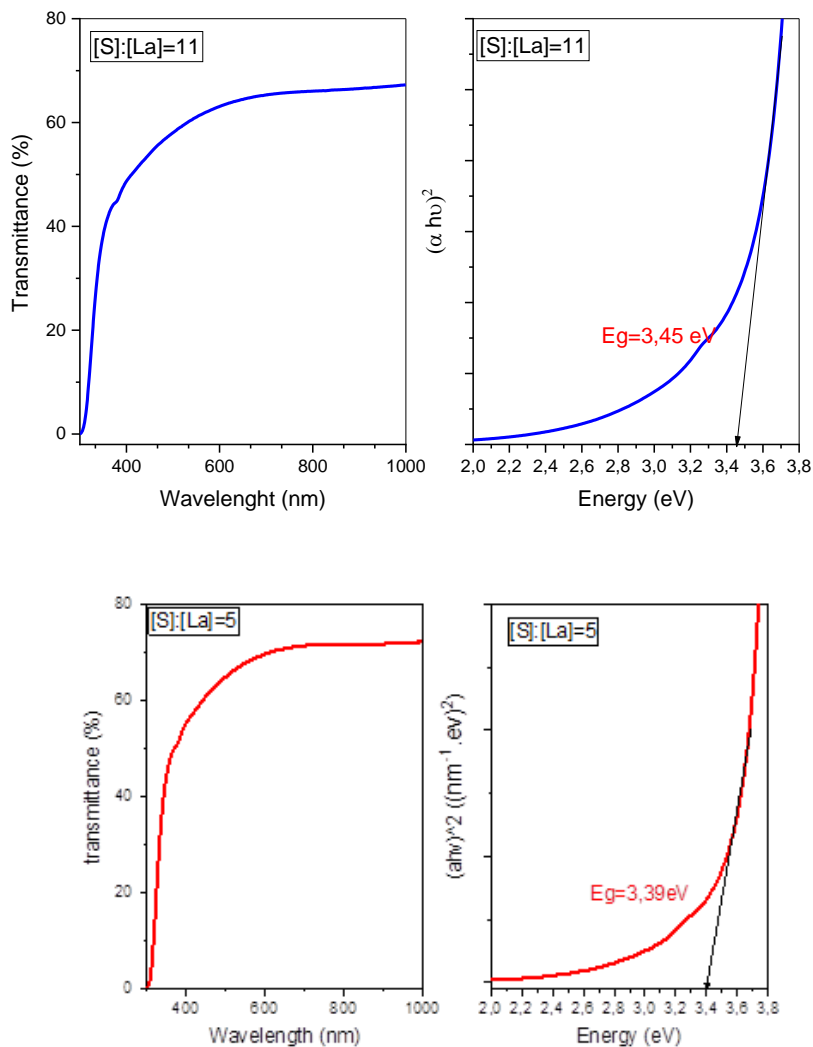 [S]:[La]=11
Transmittance (%)
80
60
40
20
0
400 600 800 1000
Wavelenght (nm)
[S]:[La]=11
(α hυ)²
Eg=3,45 eV
2,0 2,2 2,4 2,6 2,8 3,0 3,2 3,4 3,6 3,8
Energy (eV)
[S]:[La]=5
transmittance (%)
80
60
40
20
0
400 600 800 1000
Wavelength (nm)
[S]:[La]=5
(ahv)^2 ((nm⁻¹.ev)²)
Eg=3,39eV
2,0 2,2 2,4 2,6 2,8 3,0 3,2 3,4 3,6 3,8
Energy (eV)